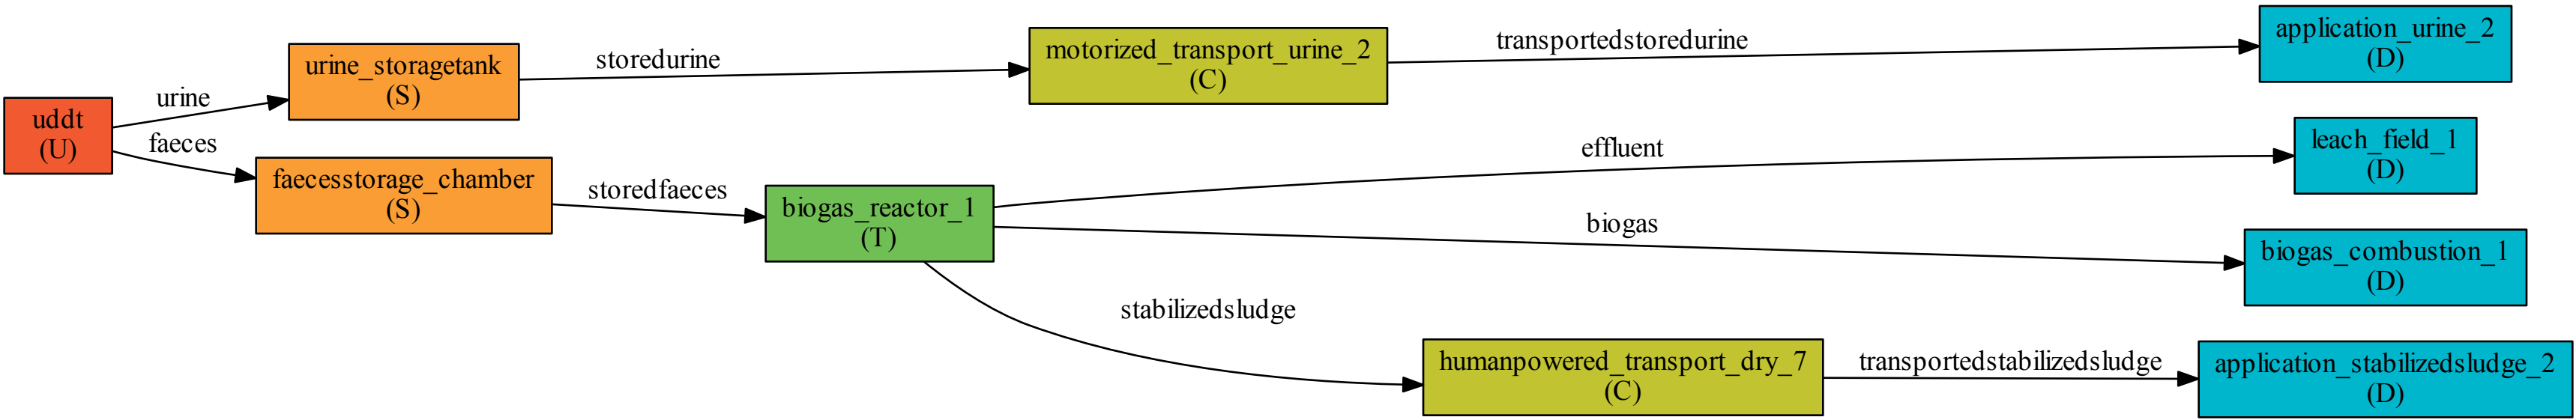 uddt
(U)
urine
faeces
urine_storagetank
(S)
faecesstorage_chamber
(S)
storedurine
storedfaeces
biogas_reactor_1
(T)
motorized_transport_urine_2
(C)
transportedstoredurine
effluent
biogas
stabilizedsludge
humanpowered_transport_dry_7
(C)
transportedstabilizedsludge
application_urine_2
(D)
leach_field_1
(D)
biogas_combustion_1
(D)
application_stabilizedsludge_2
(D)